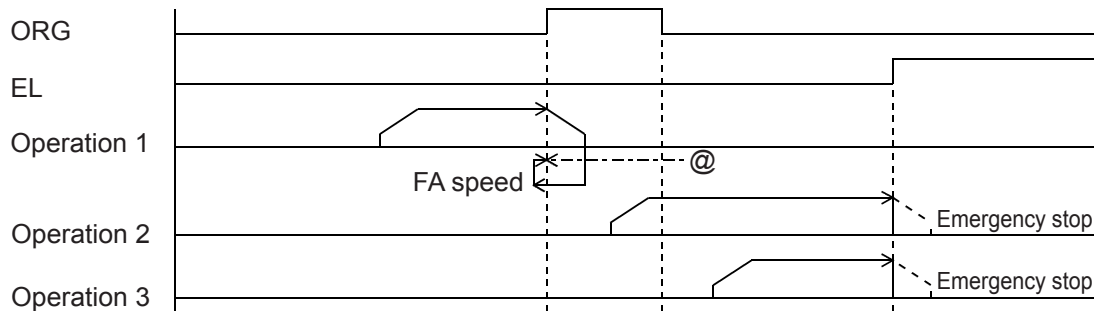 ORG
EL
Operation 1
@
FA speed
Operation 2
Emergency stop
Operation 3
Emergency stop